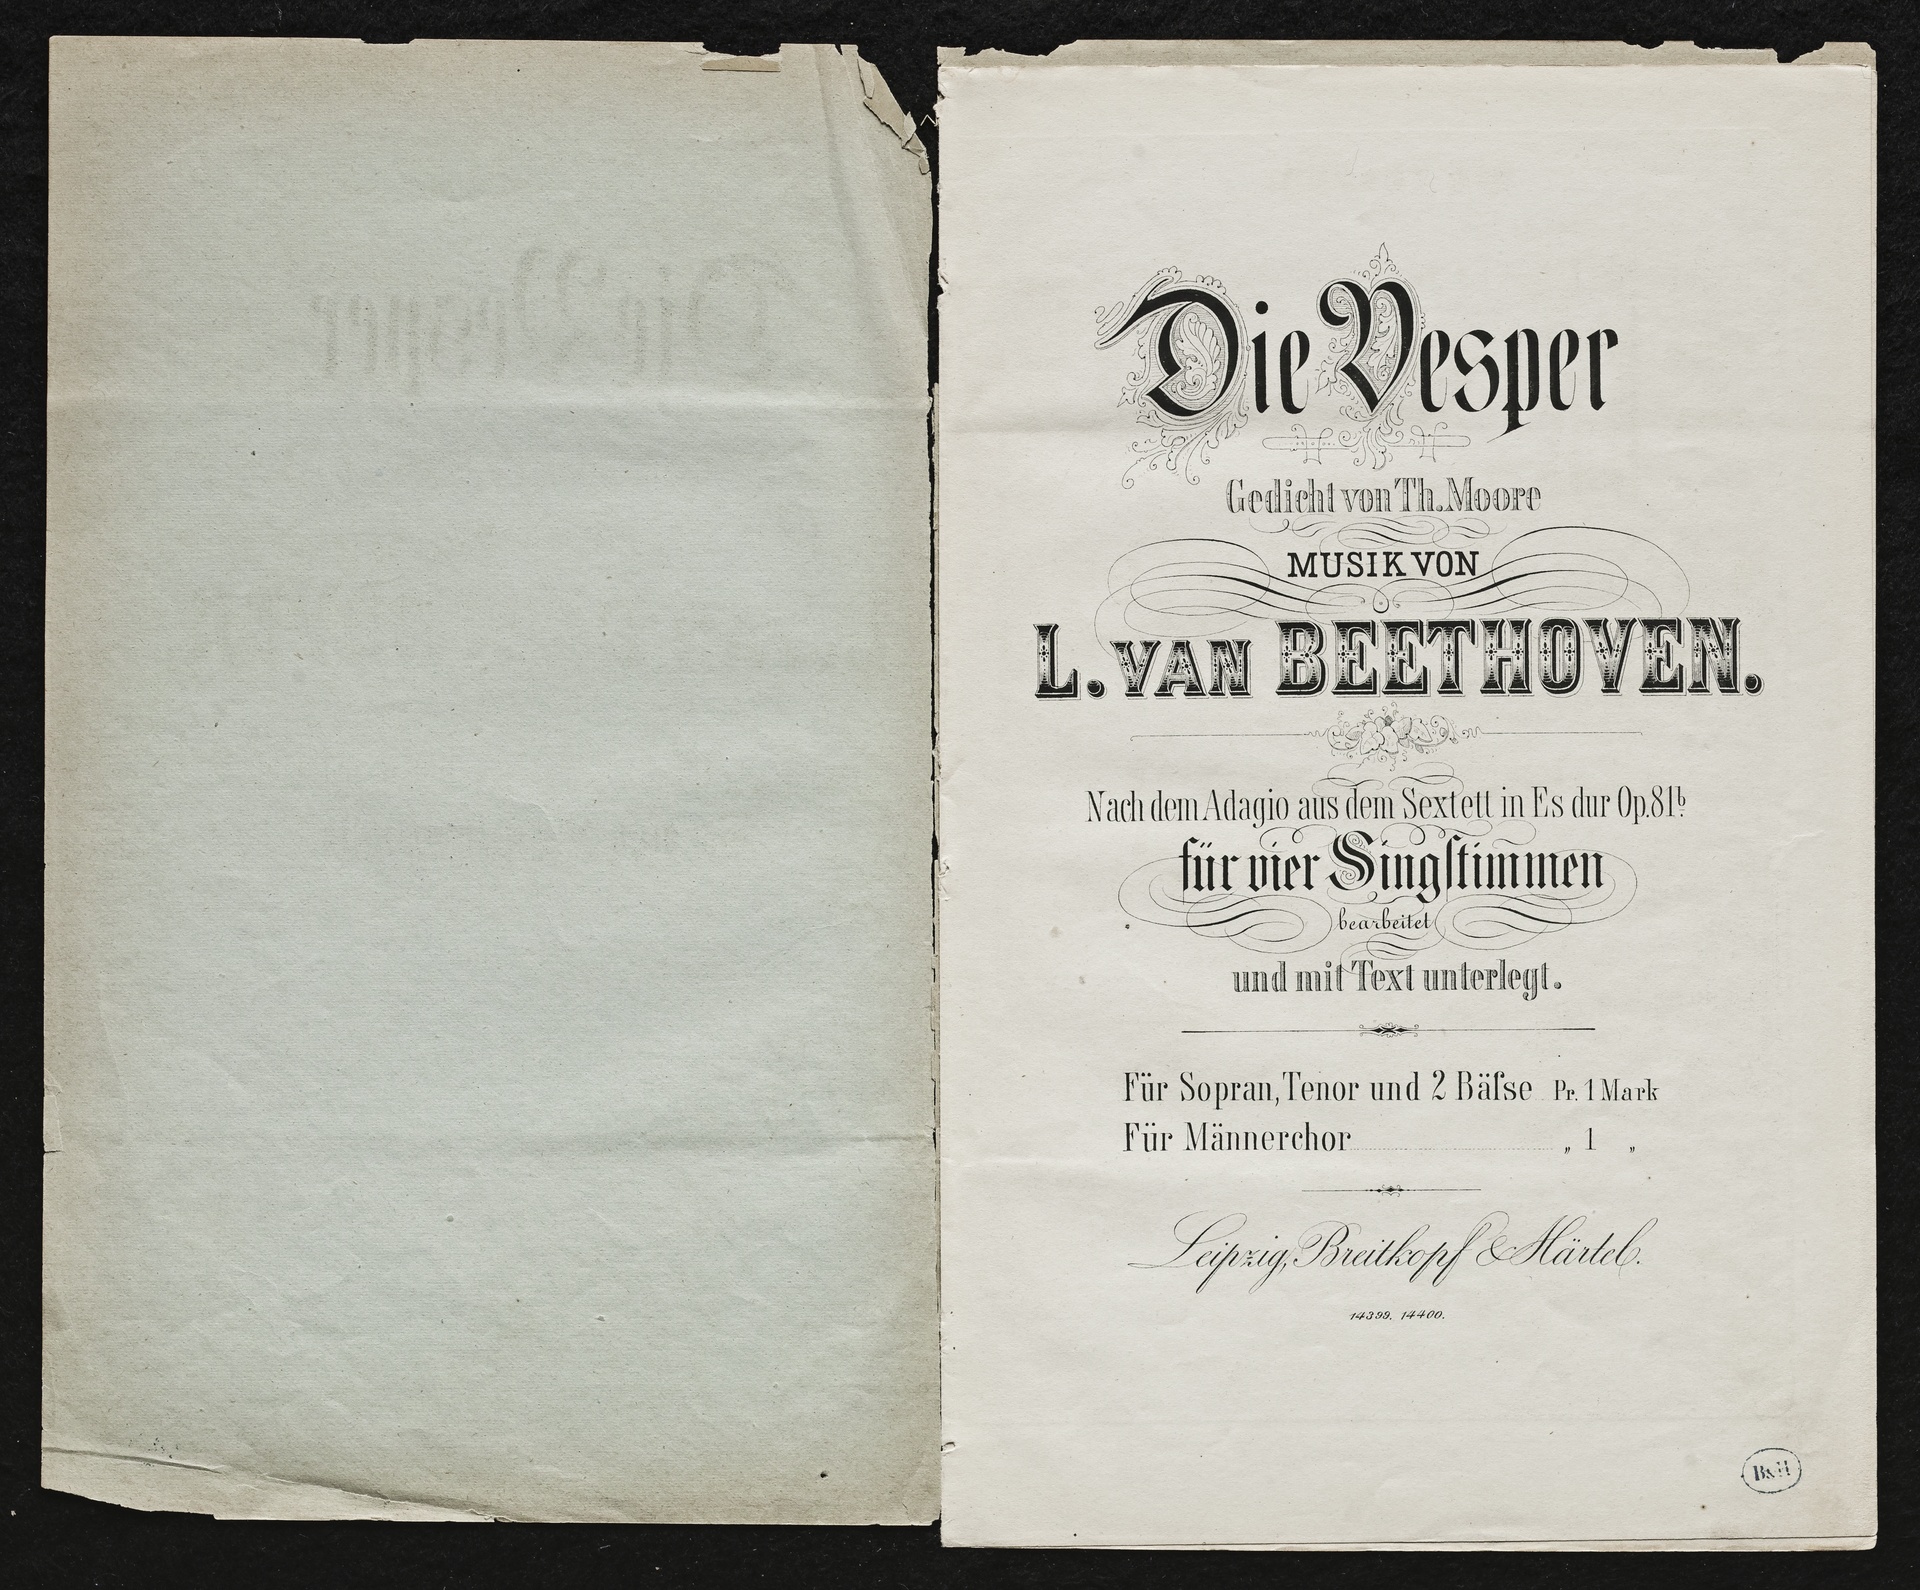 Die Vesper
Gedicht von Th. Moore
MUSIK VON
L. VAN BEETHOVEN.
Nach dem Adagio aus dem Sextett in Es dur Op. 81b.
für vier Singſtimmen
bearbeitet
und mit Text unterlegt.
Für Sopran, Tenor und 2 Bäſse Pr. 1 Mark
Für Männerchor „ 1 „
Leipzig, Breitkopf & Härtel.
14399. 14400.
B&H